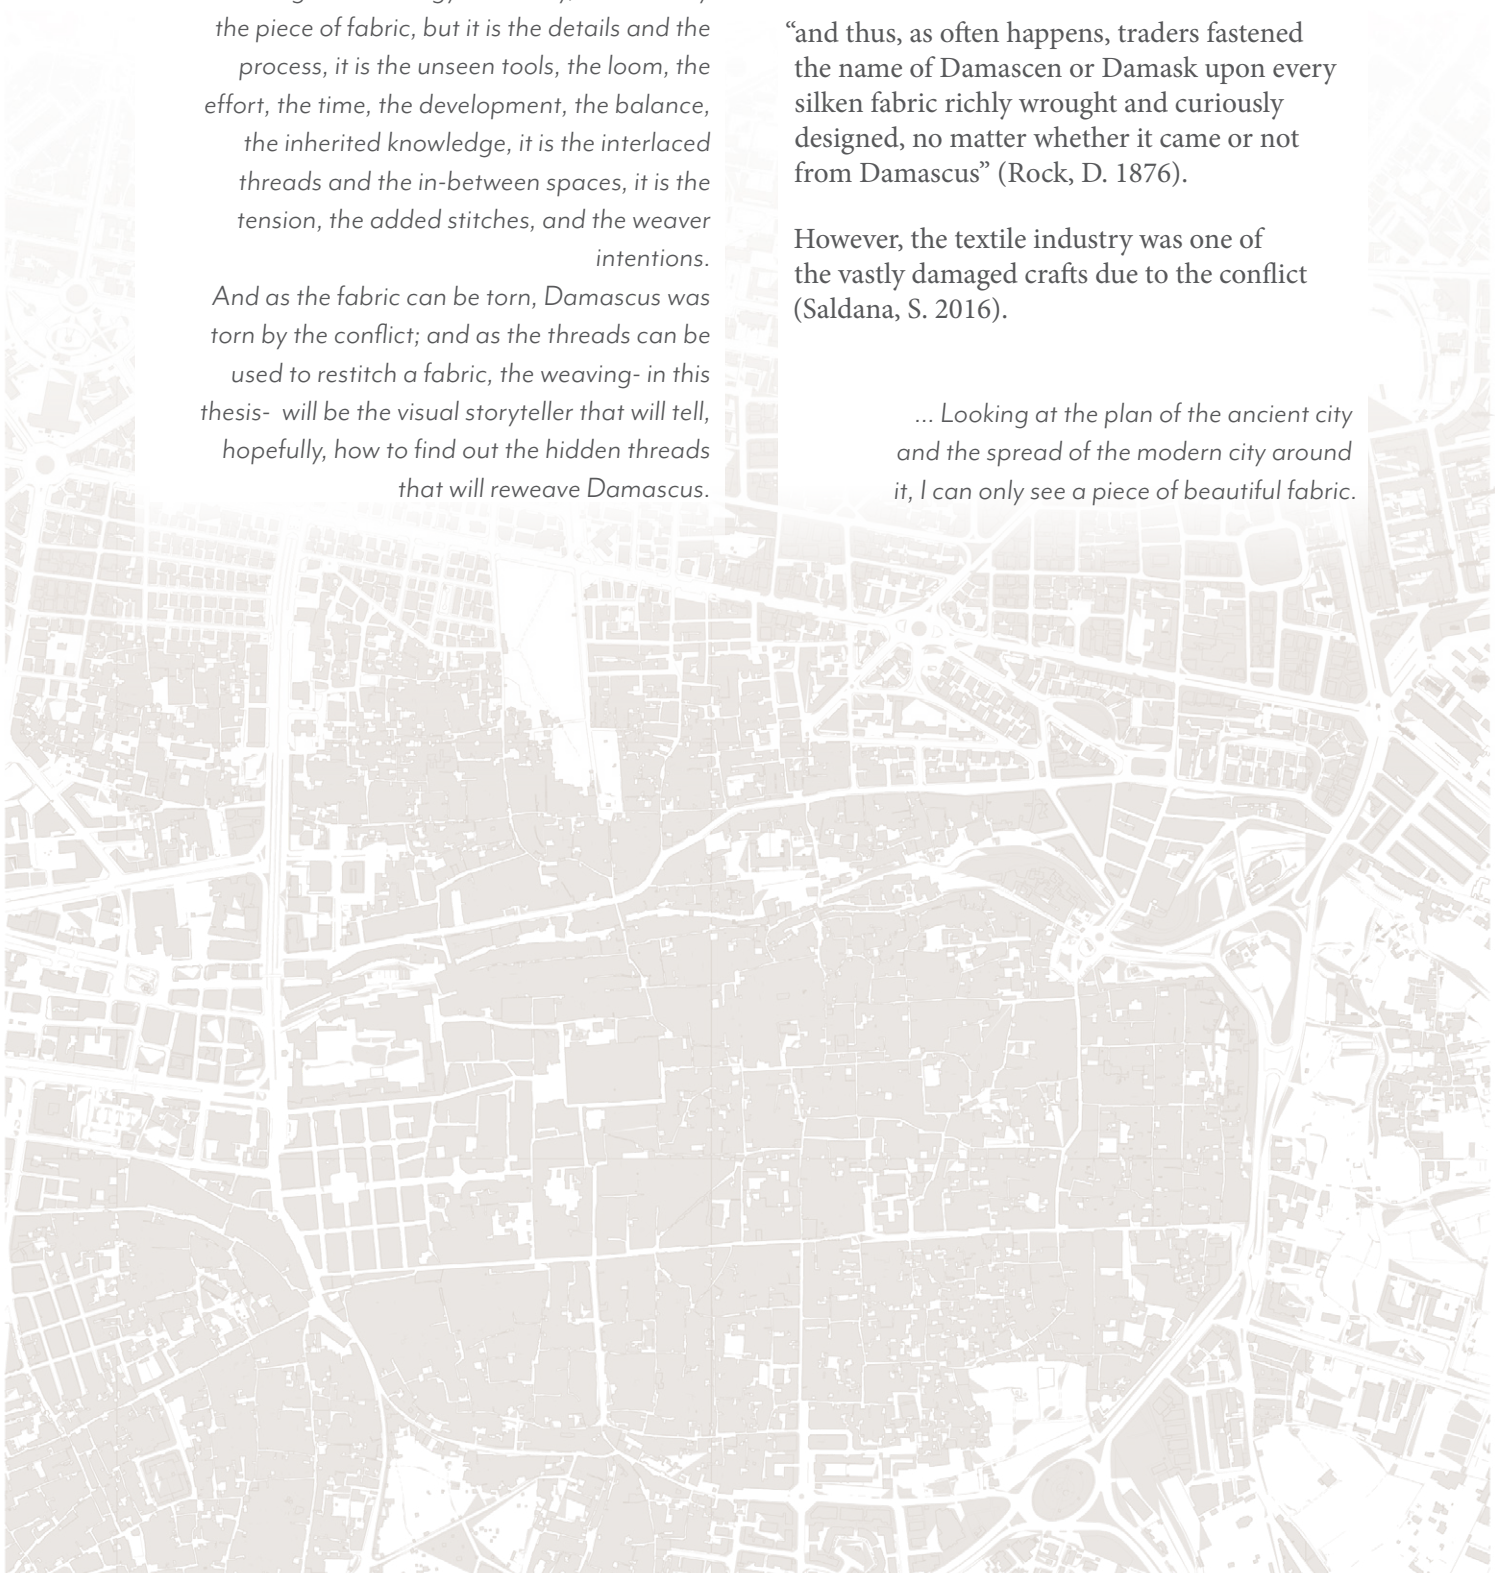 the piece of fabric, but it is the details and the
process, it is the unseen tools, the loom, the
effort, the time, the development, the balance,
the inherited knowledge, it is the interlaced
threads and the in-between spaces, it is the
tension, the added stitches, and the weaver
intentions.
And as the fabric can be torn, Damascus was
torn by the conflict; and as the threads can be
used to restitch a fabric, the weaving- in this
thesis- will be the visual storyteller that will tell,
hopefully, how to find out the hidden threads
that will reweave Damascus.
“and thus, as often happens, traders fastened
the name of Damascen or Damask upon every
silken fabric richly wrought and curiously
designed, no matter whether it came or not
from Damascus” (Rock, D. 1876).
However, the textile industry was one of
the vastly damaged crafts due to the conflict
(Saldana, S. 2016).
... Looking at the plan of the ancient city
and the spread of the modern city around
it, I can only see a piece of beautiful fabric.